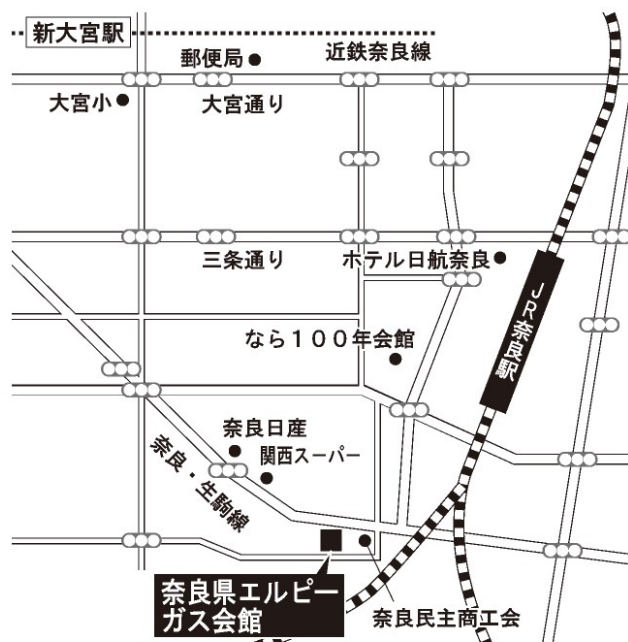 新大宮駅
郵便局
近鉄奈良線
大宮小
大宮通り
三条通り
ホテル日航奈良
JR奈良駅
なら100年会館
奈良日産
関西スーパー
奈良・生駒線
奈良県エルピー
ガス会館
奈良民主商工会